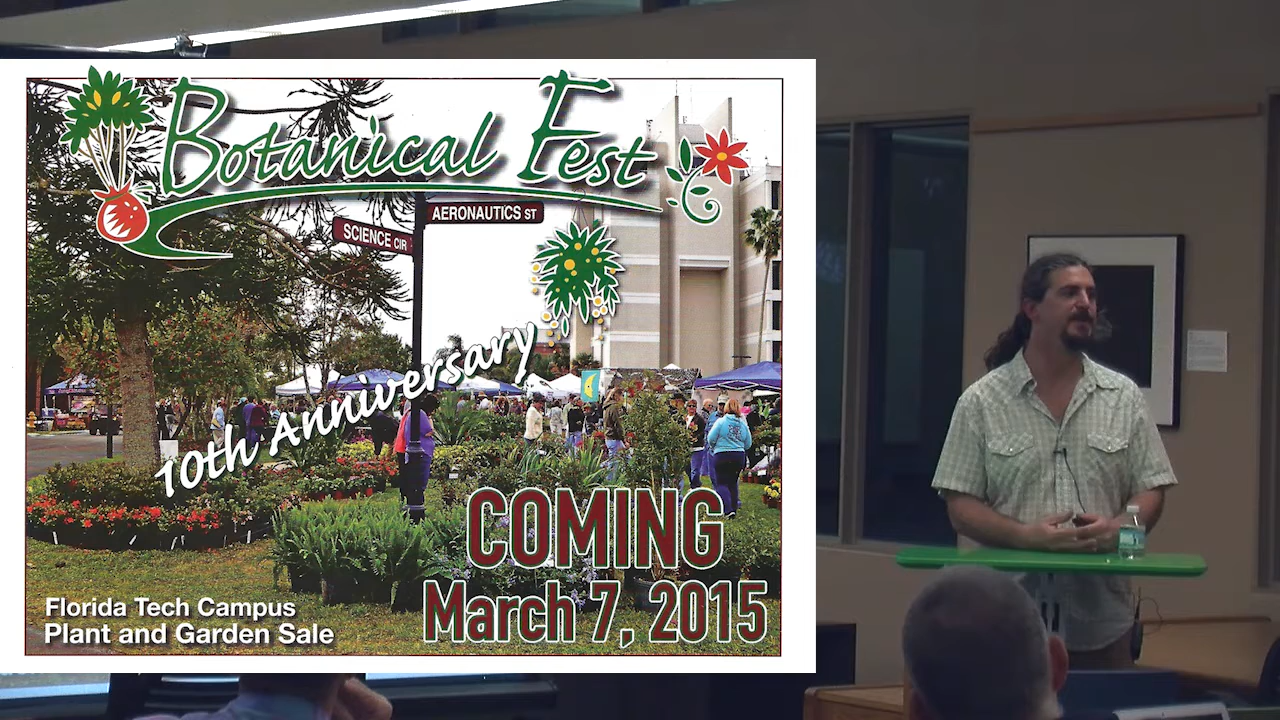 Botanical Fest
AERONAUTICS ST
SCIENCE CIR
10th Anniversary
COMING
March 7, 2015
Florida Tech Campus
Plant and Garden Sale